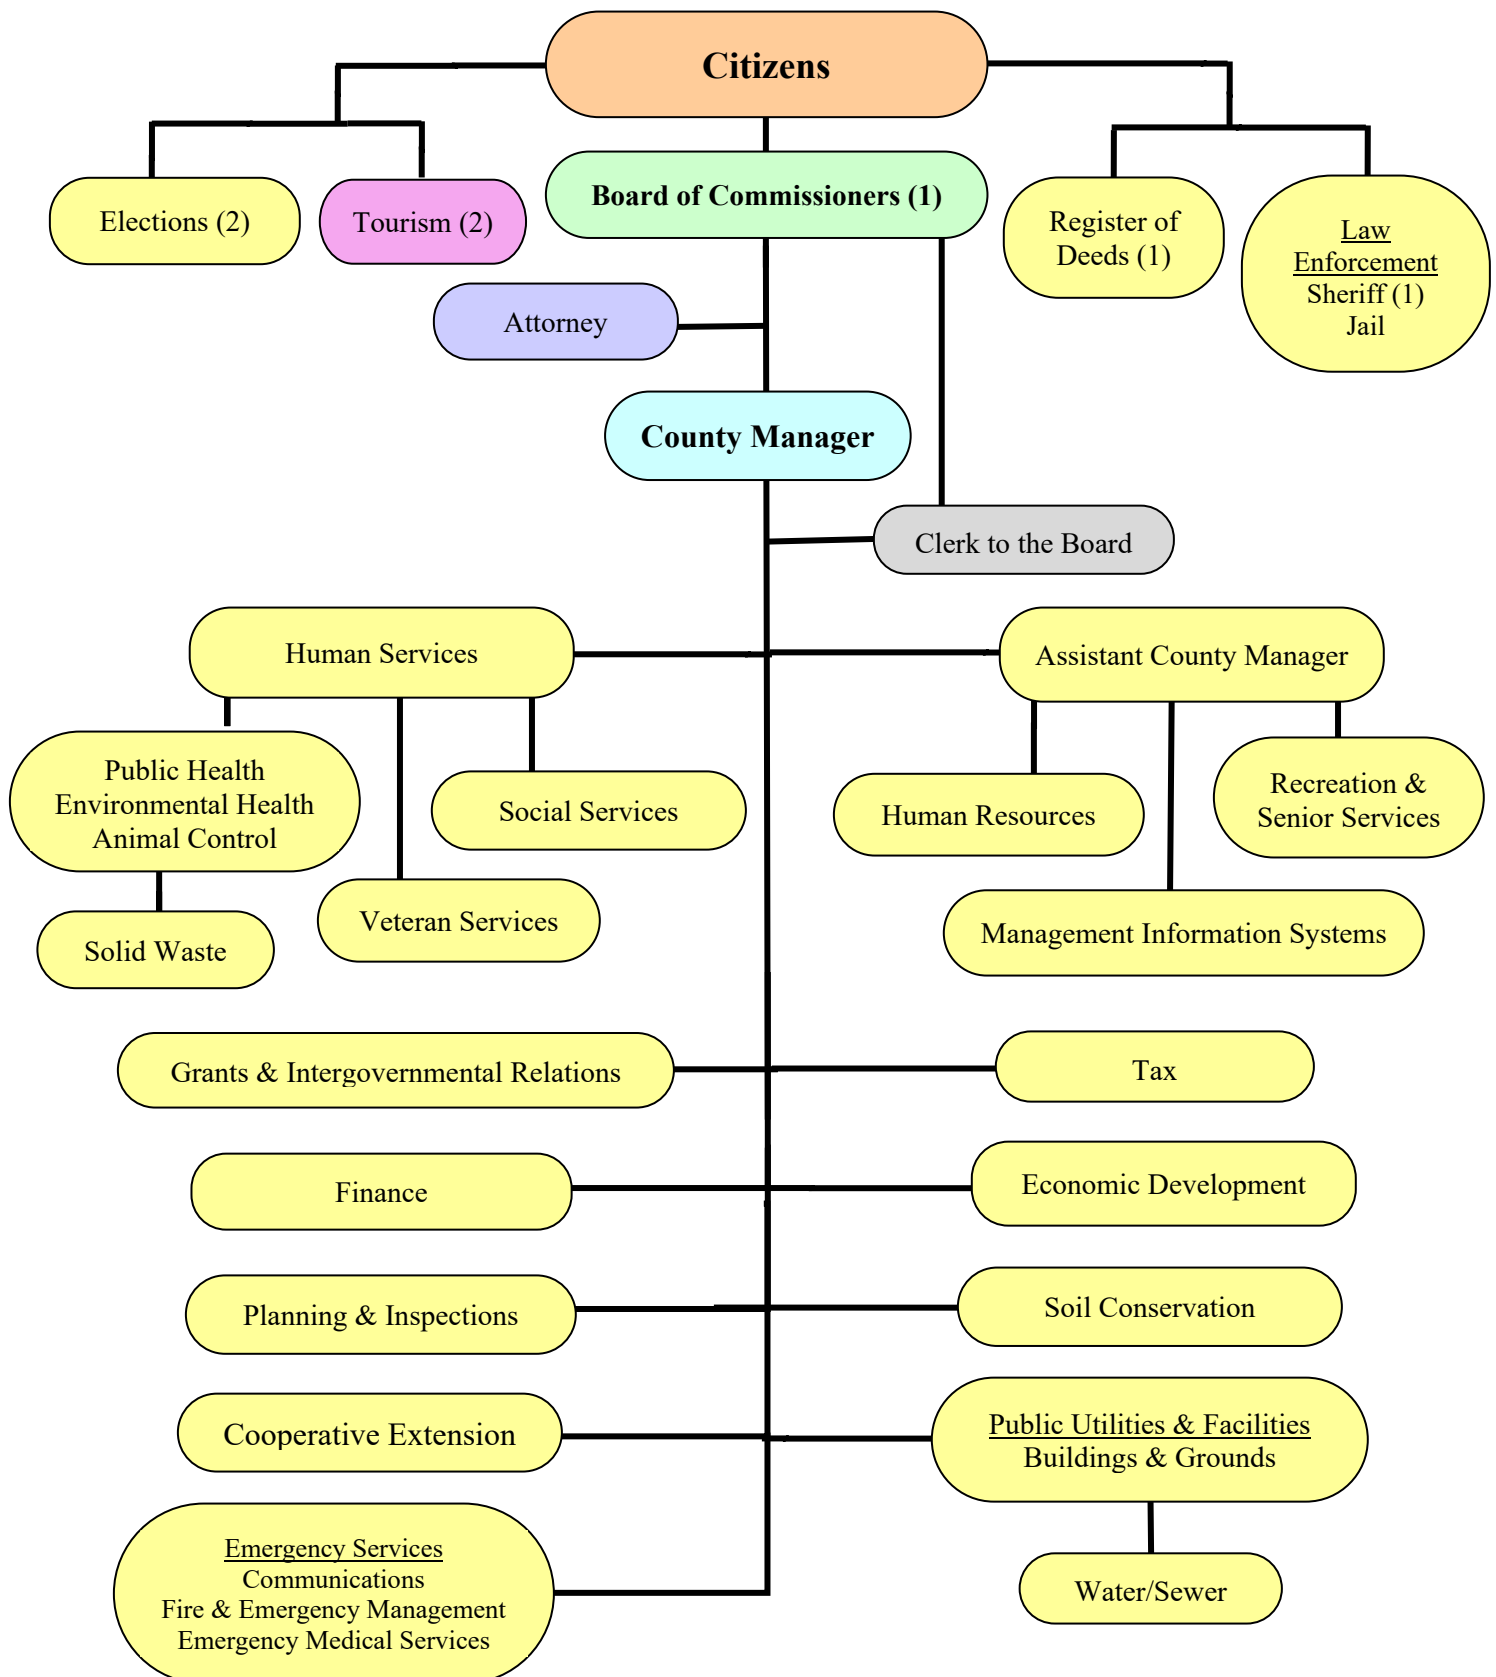 Citizens
Elections (2)
Tourism (2)
Board of Commissioners (1)
Register of
Deeds (1)
Law
Enforcement
Sheriff (1)
Jail
Attorney
County Manager
Clerk to the Board
Human Services
Assistant County Manager
Public Health
Environmental Health
Animal Control
Social Services
Human Resources
Recreation &
Senior Services
Solid Waste
Veteran Services
Management Information Systems
Grants & Intergovernmental Relations
Tax
Finance
Economic Development
Planning & Inspections
Soil Conservation
Cooperative Extension
Public Utilities & Facilities
Buildings & Grounds
Emergency Services
Communications
Fire & Emergency Management
Emergency Medical Services
Water/Sewer